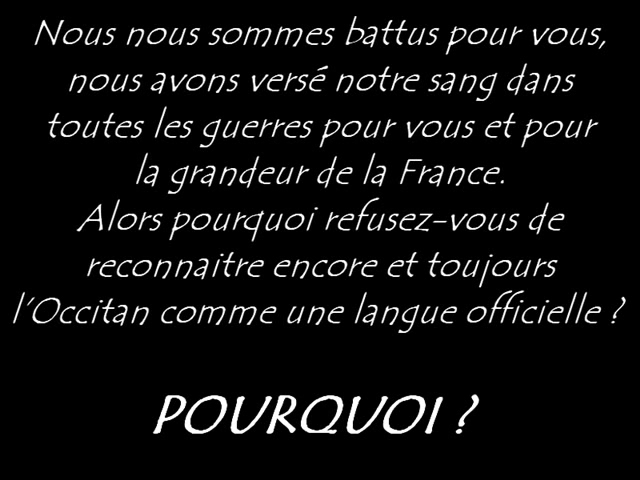 Nous nous sommes battus pour vous,
nous avons versé notre sang dans
toutes les guerres pour vous et pour
la grandeur de la France.
Alors pourquoi refusez-vous de
reconnaitre encore et toujours
l'Occitan comme une langue officielle ?
POURQUOI ?